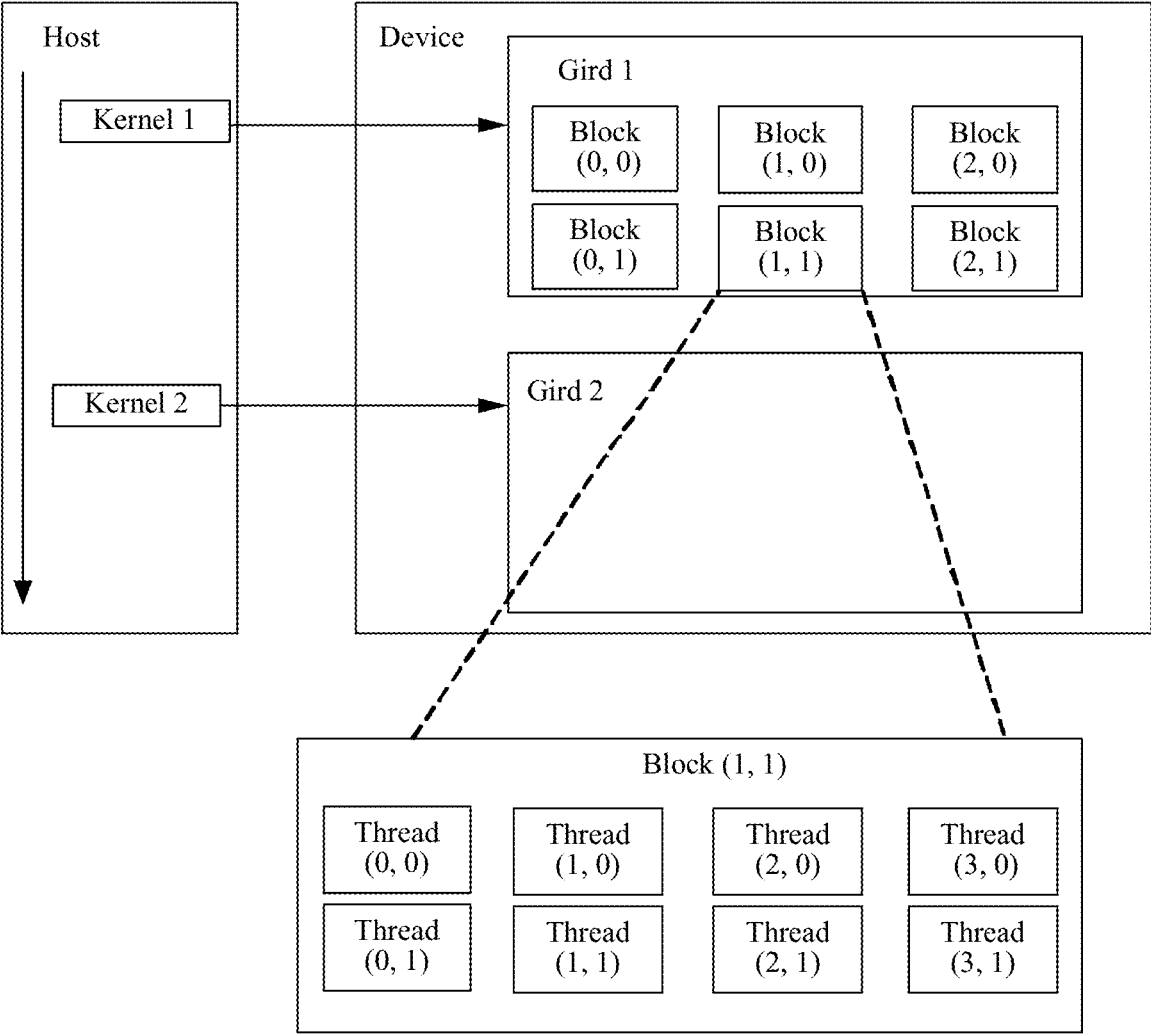 Host
Device
Gird 1
Kernel 1
Block
(0, 0)
Block
(1, 0)
Block
(2, 0)
Block
(0, 1)
Block
(1, 1)
Block
(2, 1)
Kernel 2
Gird 2
Block (1, 1)
Thread
(0, 0)
Thread
(1, 0)
Thread
(2, 0)
Thread
(3, 0)
Thread
(0, 1)
Thread
(1, 1)
Thread
(2, 1)
Thread
(3, 1)